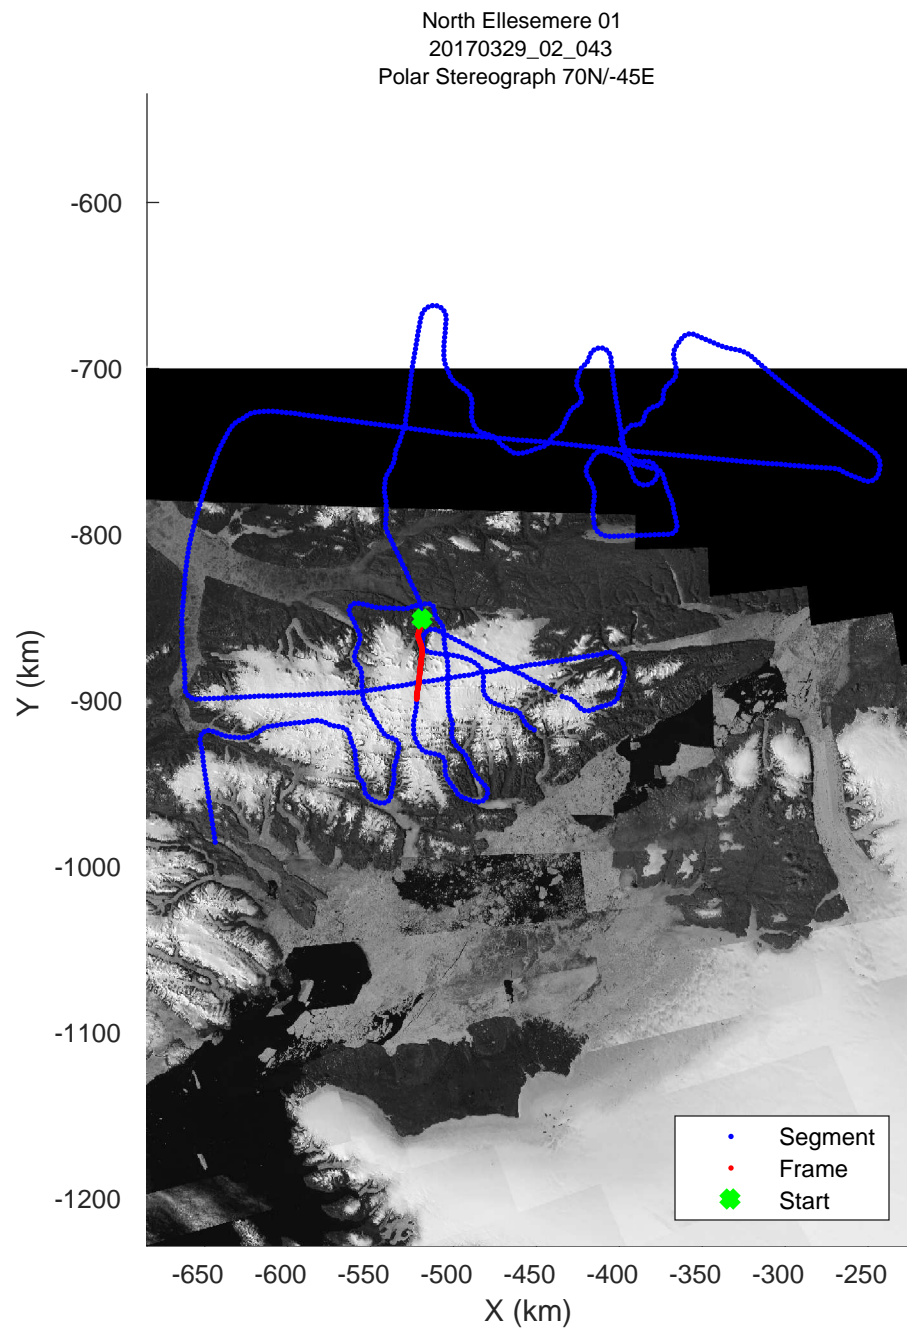 North Ellesemere 01
20170329_02_043
Polar Stereograph 70N/-45E
-600
-700
-800
-900
-1000
-1100
-1200
Y (km)
Segment
Frame
Start
-650 -600 -550 -500 -450 -400 -350 -300 -250
X (km)